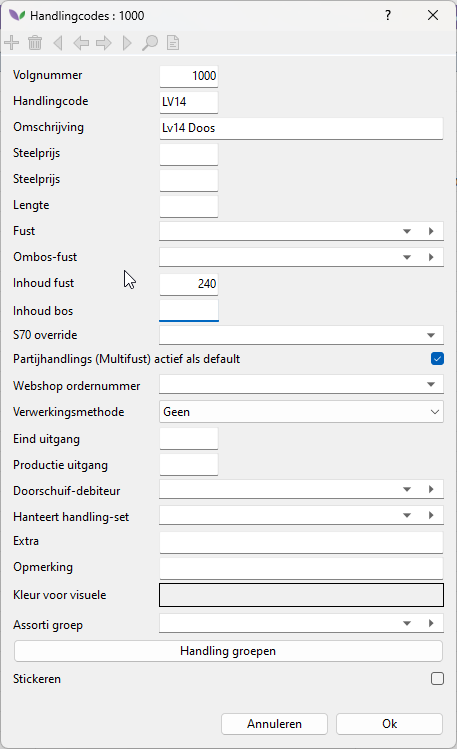 Handlingcodes : 1000
Volgnummer 1000
Handlingcode LV14
Omschrijving Lv14 Doos
Steelprijs
Steelprijs
Lengte
Fust
Ombos-fust
Inhoud fust 240
Inhoud bos
S70 override
Partijhandlings (Multifust) actief als default
Webshop ordernummer
Verwerkingsmethode Geen
Eind uitgang
Productie uitgang
Doorschuif-debiteur
Hanteert handling-set
Extra
Opmerking
Kleur voor visuele
Assorti groep
Handling groepen
Stickeren
Annuleren Ok